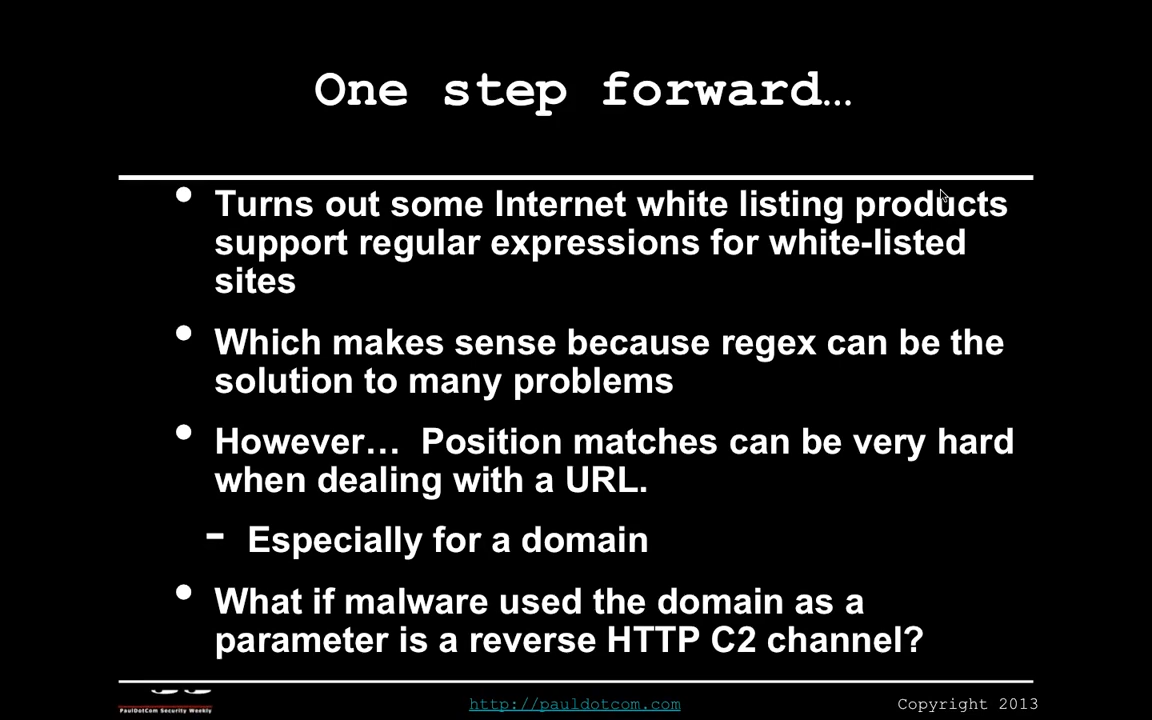 One step forward…
• Turns out some Internet white listing products
support regular expressions for white-listed
sites
• Which makes sense because regex can be the
solution to many problems
• However… Position matches can be very hard
when dealing with a URL.
- Especially for a domain
• What if malware used the domain as a
parameter is a reverse HTTP C2 channel?
PaulDotCom Security Weekly
http://pauldotcom.com
Copyright 2013